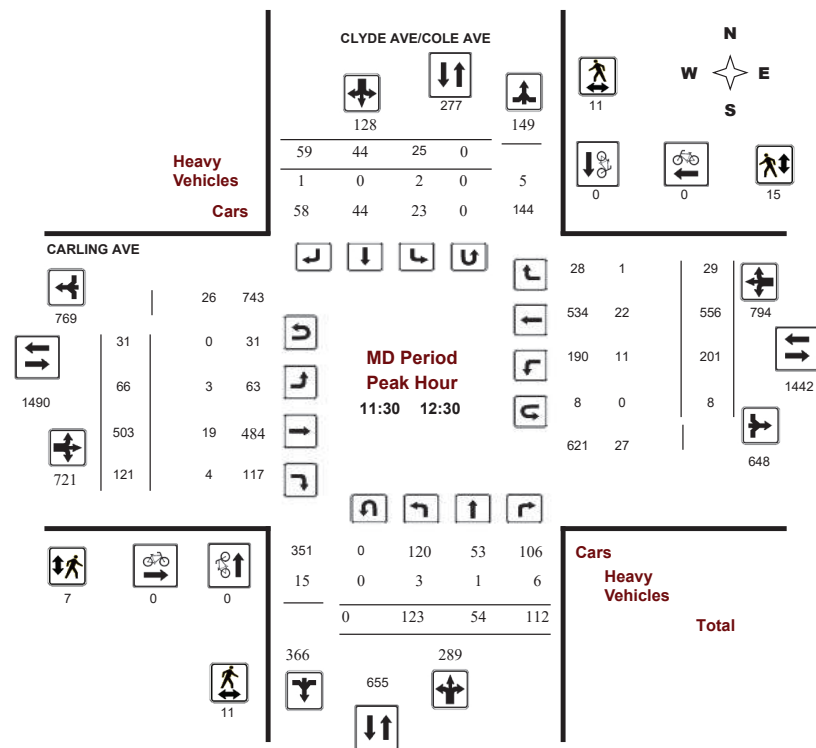 CLYDE AVE/COLE AVE
N
W E
S
128
277
149
11
59 44 25 0
Heavy
Vehicles
1 0 2 0 5
Cars
58 44 23 0 144
0 0 15
CARLING AVE
769
26 743
28 1 29
794
534 22 556
31 0 31
MD Period
Peak Hour
11:30 12:30
190 11 201
1490
66 3 63
1442
8 0 8
503 19 484
621 27
648
721
121 4 117
351 0 120 53 106
Cars
15 0 3 1 6
Heavy
Vehicles
7 0 0
0 123 54 112
Total
366
289
655
11